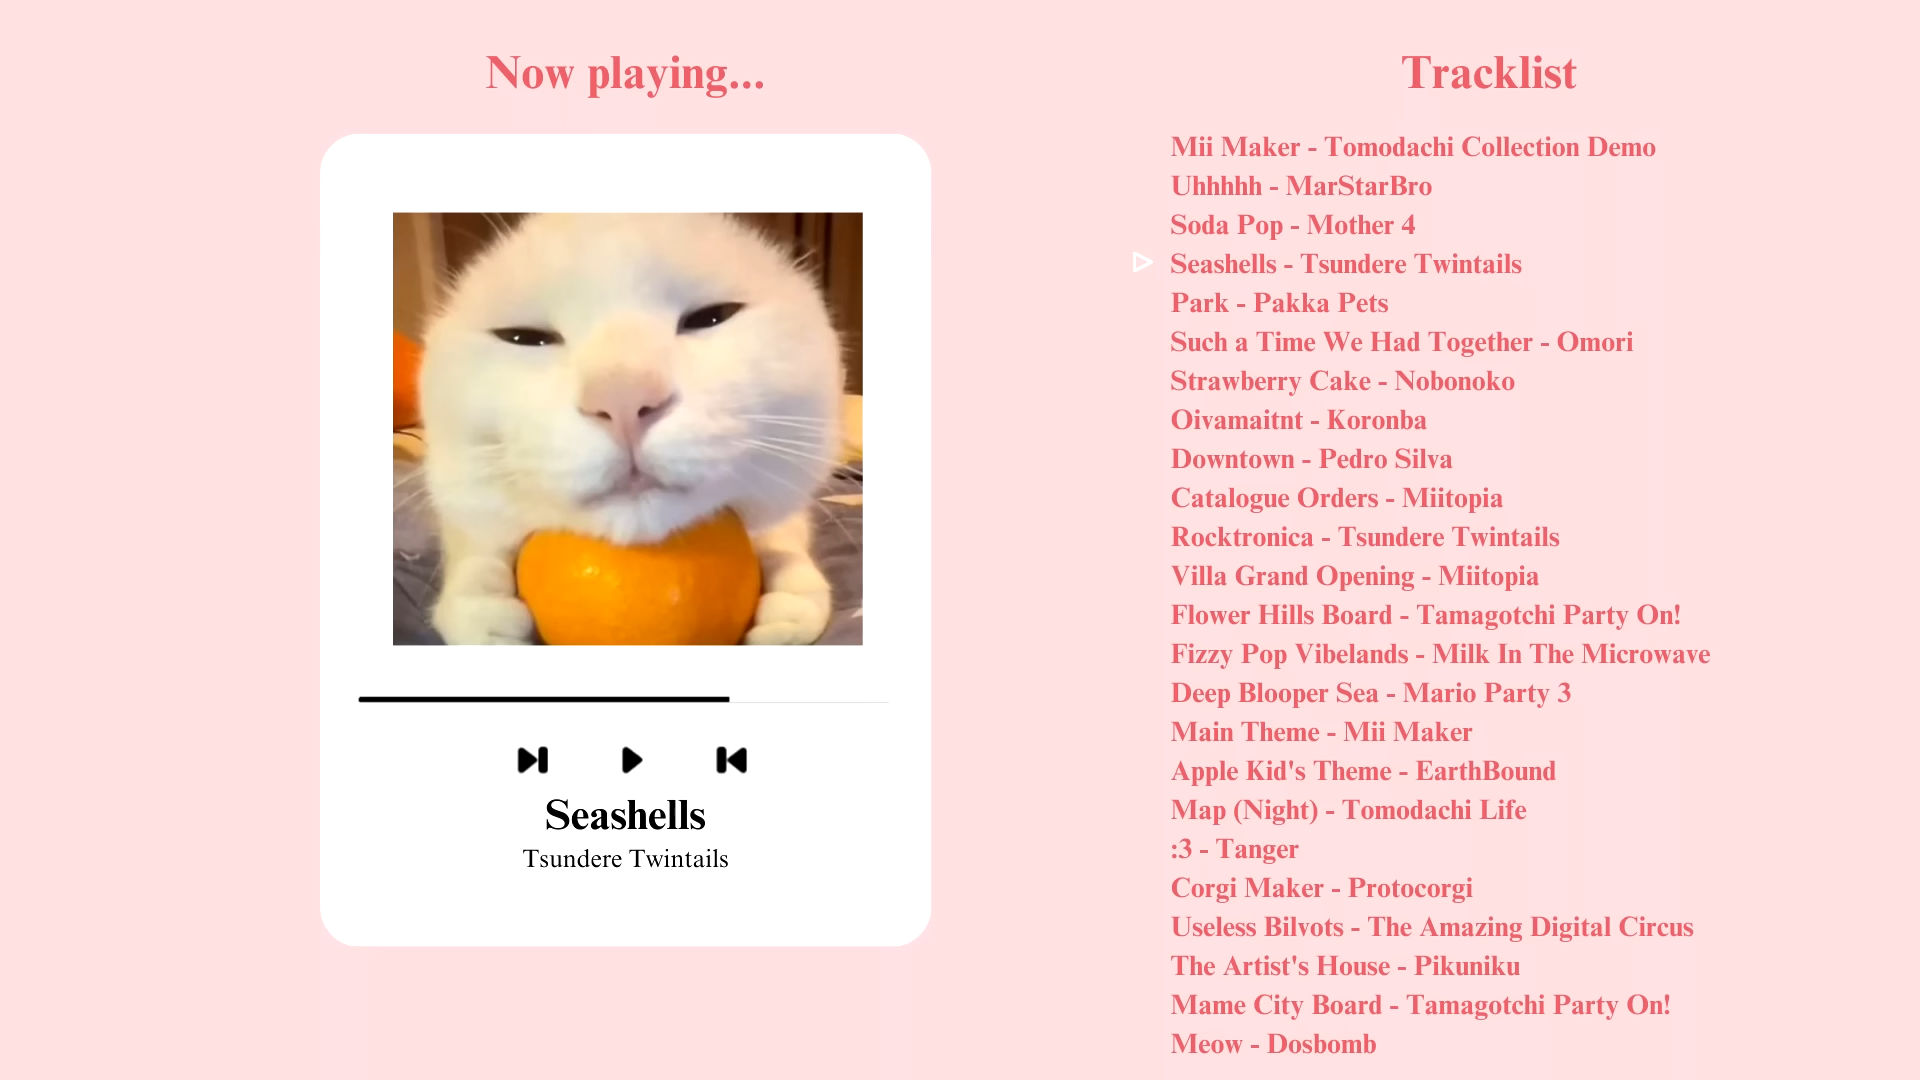 Now playing...
Seashells
Tsundere Twintails
Tracklist
Mii Maker - Tomodachi Collection Demo
Uhhhhh - MarStarBro
Soda Pop - Mother 4
Seashells - Tsundere Twintails
Park - Pakka Pets
Such a Time We Had Together - Omori
Strawberry Cake - Nobonoko
Oivamaitnt - Koronba
Downtown - Pedro Silva
Catalogue Orders - Miitopia
Rocktronica - Tsundere Twintails
Villa Grand Opening - Miitopia
Flower Hills Board - Tamagotchi Party On!
Fizzy Pop Vibelands - Milk In The Microwave
Deep Blooper Sea - Mario Party 3
Main Theme - Mii Maker
Apple Kid's Theme - EarthBound
Map (Night) - Tomodachi Life
:3 - Tanger
Corgi Maker - Protocorgi
Useless Bilvots - The Amazing Digital Circus
The Artist's House - Pikuniku
Mame City Board - Tamagotchi Party On!
Meow - Dosbomb